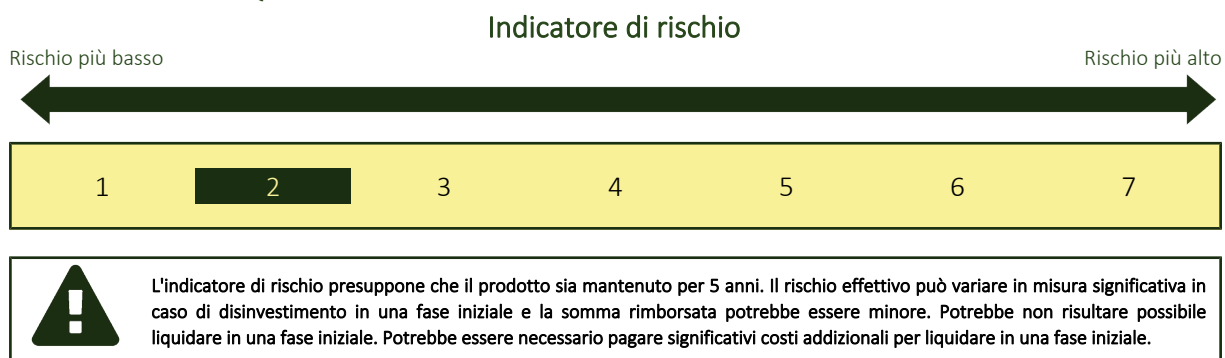 Indicatore di rischio
Rischio più basso
Rischio più alto
1 2 3 4 5 6 7
L'indicatore di rischio presuppone che il prodotto sia mantenuto per 5 anni. Il rischio effettivo può variare in misura significativa in
caso di disinvestimento in una fase iniziale e la somma rimborsata potrebbe essere minore. Potrebbe non risultare possibile
liquidare in una fase iniziale. Potrebbe essere necessario pagare significativi costi addizionali per liquidare in una fase iniziale.